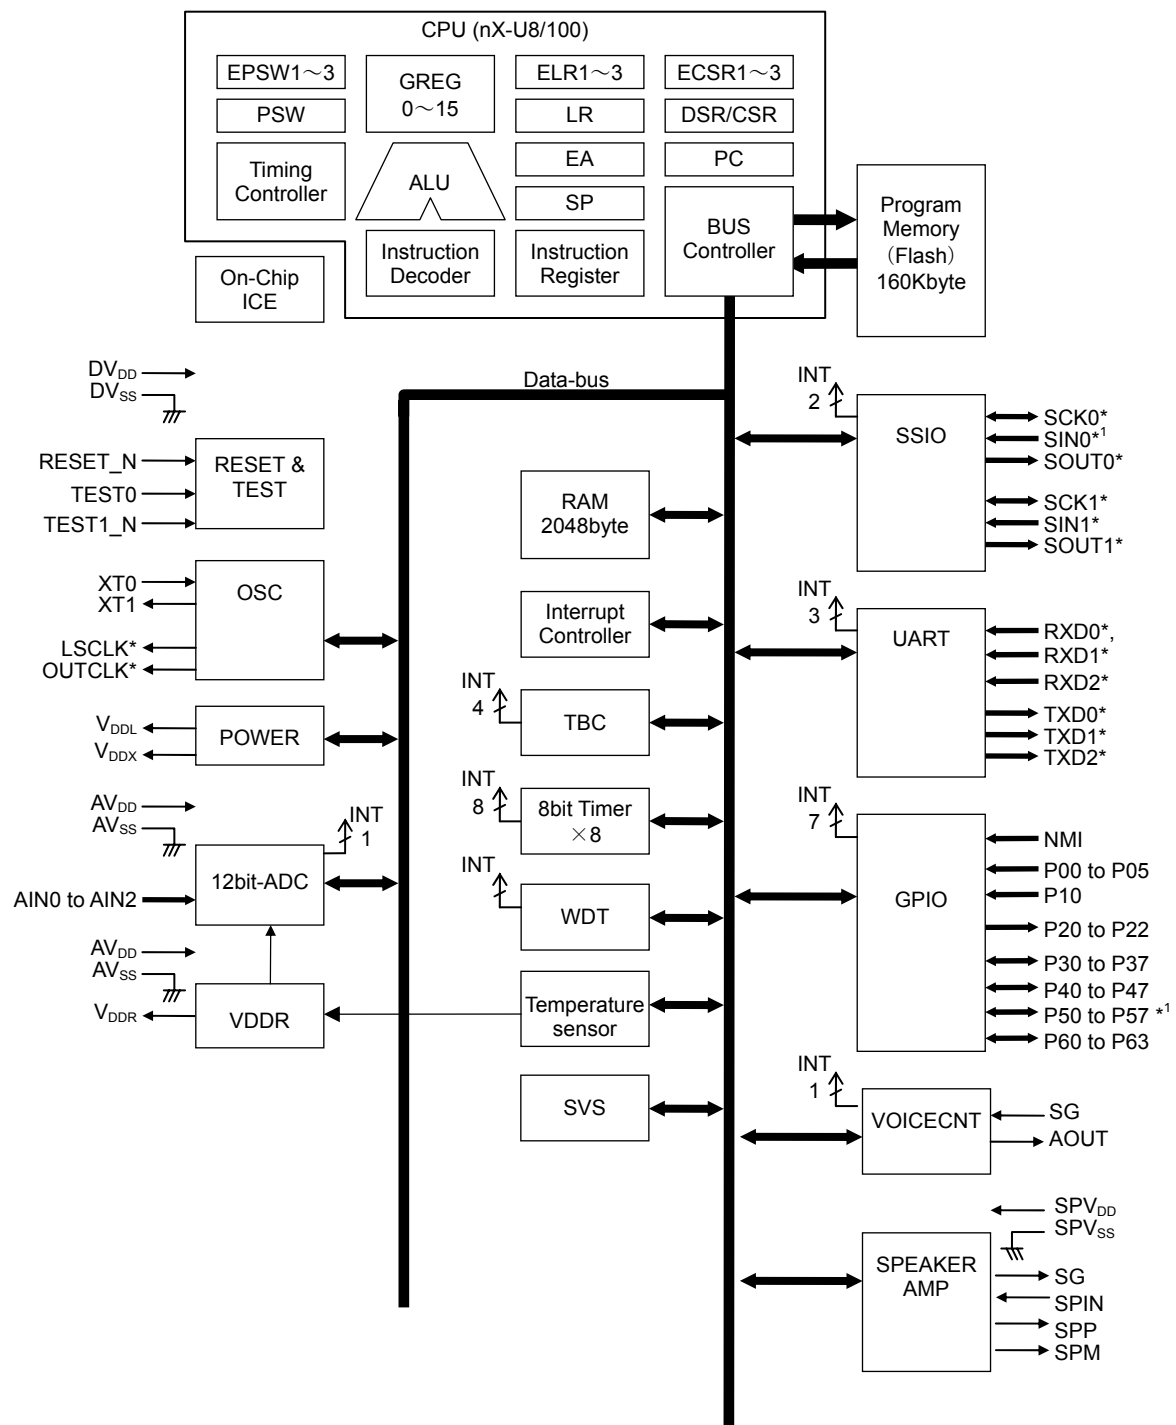 CPU (nX-U8/100)
EPSW1～3
PSW
Timing
Controller
GREG
0～15
ALU
Instruction
Decoder
ELR1～3
LR
EA
SP
Instruction
Register
ECSR1～3
DSR/CSR
PC
BUS
Controller
Program
Memory
（Flash）
160Kbyte
On-Chip
ICE
Data-bus
DVDD
DVSS
RESET_N
TEST0
TEST1_N
RESET &
TEST
XT0
XT1
LSCLK*
OUTCLK*
OSC
VDDL
VDDX
POWER
AVDD
AVSS
INT
1
AIN0 to AIN2
12bit-ADC
AVDD
AVSS
VDDR
VDDR
RAM
2048byte
Interrupt
Controller
INT
4
TBC
INT
8
8bit Timer
×8
INT
WDT
Temperature
sensor
SVS
INT
2
SSIO
SCK0*
SIN0*1
SOUT0*
SCK1*
SIN1*
SOUT1*
INT
3
UART
RXD0*,
RXD1*
RXD2*
TXD0*
TXD1*
TXD2*
INT
7
GPIO
NMI
P00 to P05
P10
P20 to P22
P30 to P37
P40 to P47
P50 to P57 *1
P60 to P63
INT
1
VOICECNT
SG
AOUT
SPVDD
SPVSS
SPEAKER
AMP
SG
SPIN
SPP
SPM